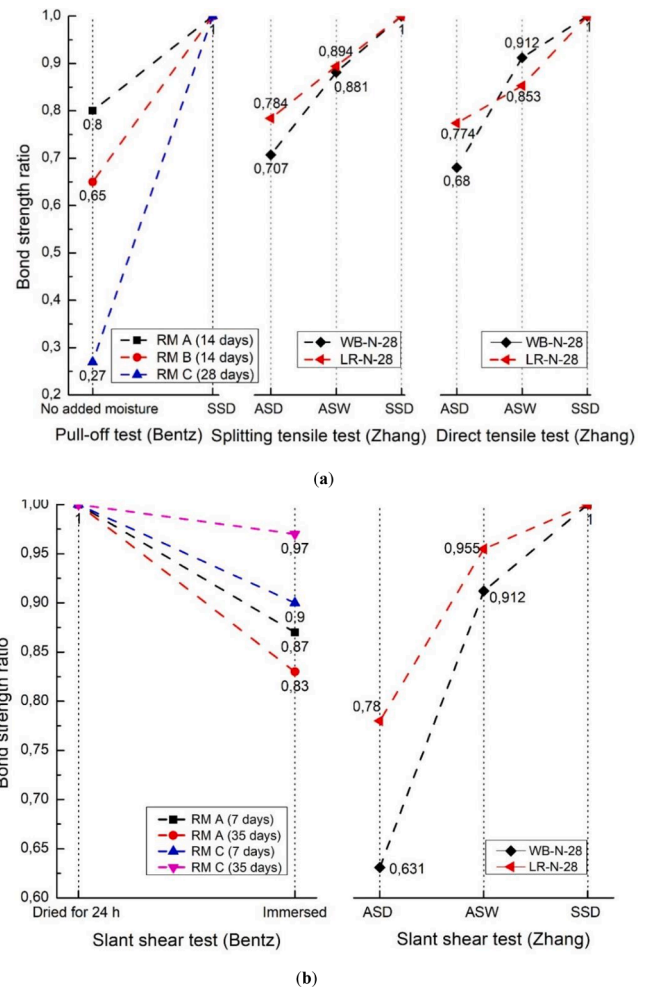 1,0
0,9
0,8
0,7
0,6
0,5
0,4
0,3
0,2
Bond strength ratio
1
0,8
0,65
0,27
RM A (14 days)
RM B (14 days)
RM C (28 days)
No added moisture SSD
Pull-off test (Bentz)
1
0,894
0,881
0,784
0,707
WB-N-28
LR-N-28
ASD ASW SSD
Splitting tensile test (Zhang)
1
0,912
0,853
0,774
0,68
WB-N-28
LR-N-28
ASD ASW SSD
Direct tensile test (Zhang)
(a)
1,00
0,95
0,90
0,85
0,80
0,75
0,70
0,65
0,60
Bond strength ratio
1
0,97
0,9
0,87
0,83
RM A (7 days)
RM A (35 days)
RM C (7 days)
RM C (35 days)
Dried for 24 h Immersed
Slant shear test (Bentz)
1
0,955
0,912
0,78
0,631
WB-N-28
LR-N-28
ASD ASW SSD
Slant shear test (Zhang)
(b)